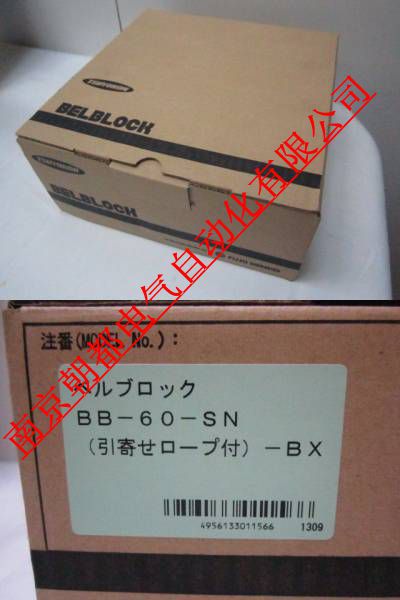 BELBLOCK
BELBLOCK
南京朝都电气自动化有限公司
注番(MODEL No.):
ベルブロック
BB-60-SN
(引寄せロープ付)-BX
4956133011566 1309